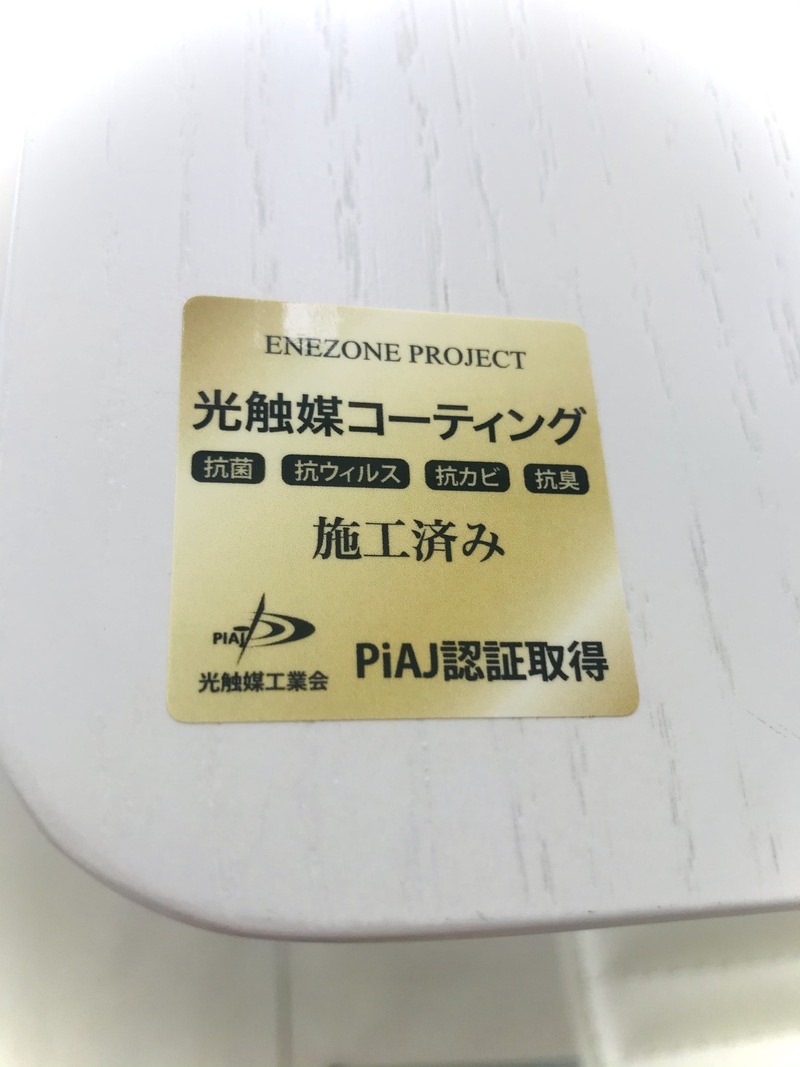 ENEZONE PROJECT
光触媒コーティング
抗菌 抗ウィルス 抗カビ 抗臭
施工済み
PIAJ
光触媒工業会
PiAJ認証取得